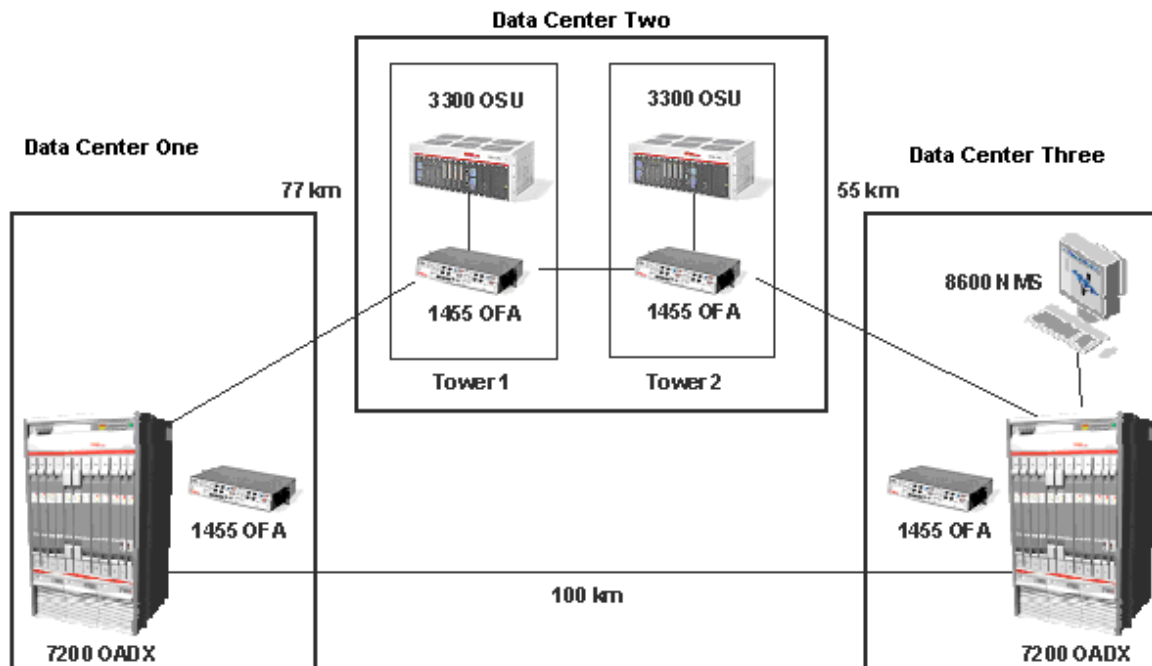 Data Center Two
3300 OSU
3300 OSU
Data Center One
Data Center Three
77 km
55 km
8600 NMS
1455 OFA
1455 OFA
Tower 1
Tower 2
1455 OFA
1455 OFA
100 km
7200 OADX
7200 OADX